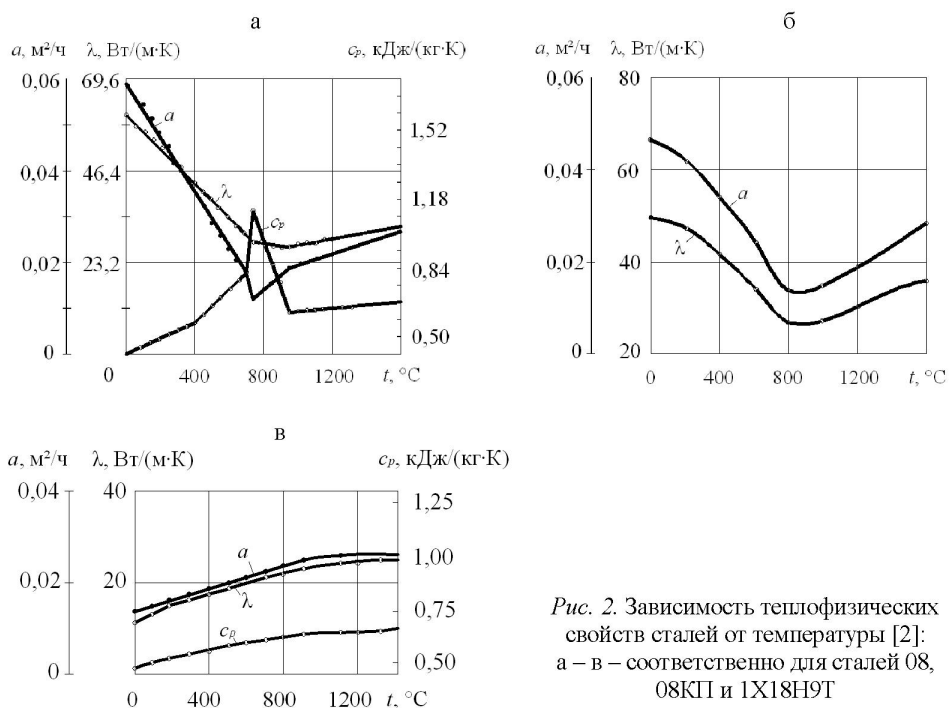 а
a, м²/ч λ, Вт/(м·К) cₚ, кДж/(кг·К)
0,06 69,6
1,52
a
0,04 46,4
λ
1,18
cₚ
0,02 23,2
0,84
0,50
0
0 400 800 1200 t, °C
б
a, м²/ч λ, Вт/(м·К)
0,06 80
0,04 60
a
λ
0,02 40
0 20
0 400 800 1200 t, °C
в
a, м²/ч λ, Вт/(м·К) cₚ, кДж/(кг·К)
0,04 40
1,25
1,00
a
0,02 20
λ
0,75
cₚ
0,50
0
0 400 800 1200 t, °C
Рис. 2. Зависимость теплофизических
свойств сталей от температуры [2]:
а – в – соответственно для сталей 08,
08КП и 1Х18Н9Т